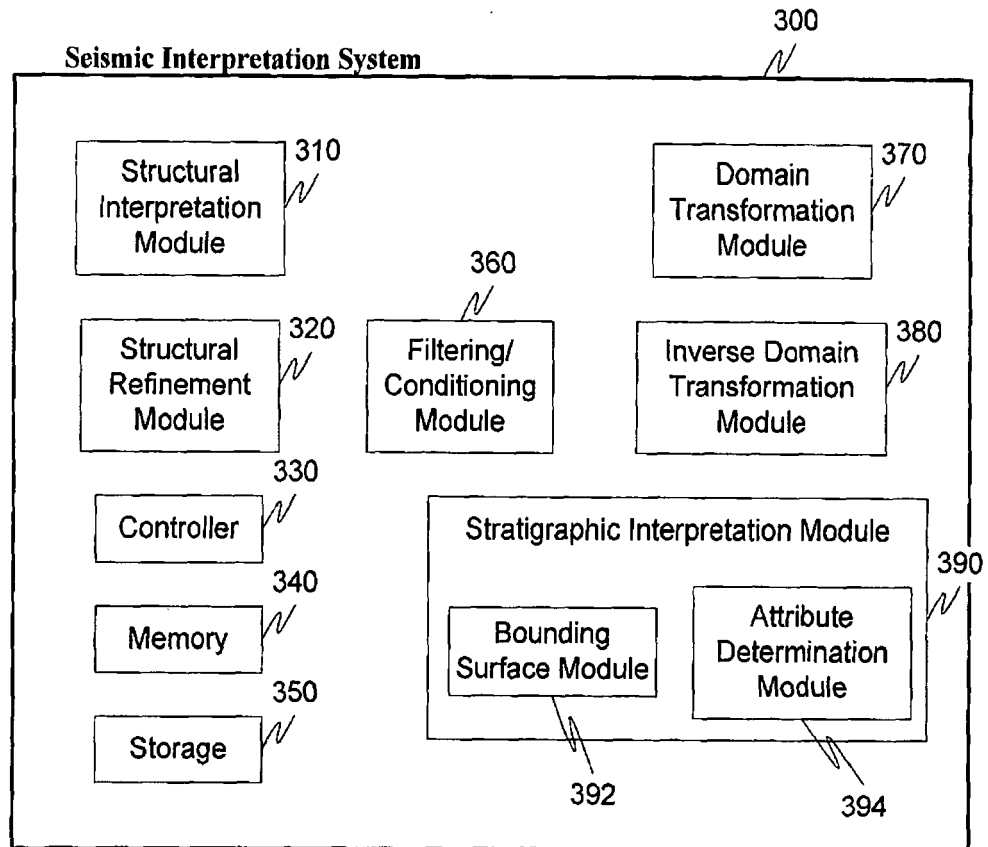 300
Seismic Interpretation System
310
Structural
Interpretation
Module
370
Domain
Transformation
Module
360
320
Structural
Refinement
Module
Filtering/
Conditioning
Module
380
Inverse Domain
Transformation
Module
330
Controller
Stratigraphic Interpretation Module
390
340
Memory
Bounding
Surface Module
Attribute
Determination
Module
350
Storage
392
394